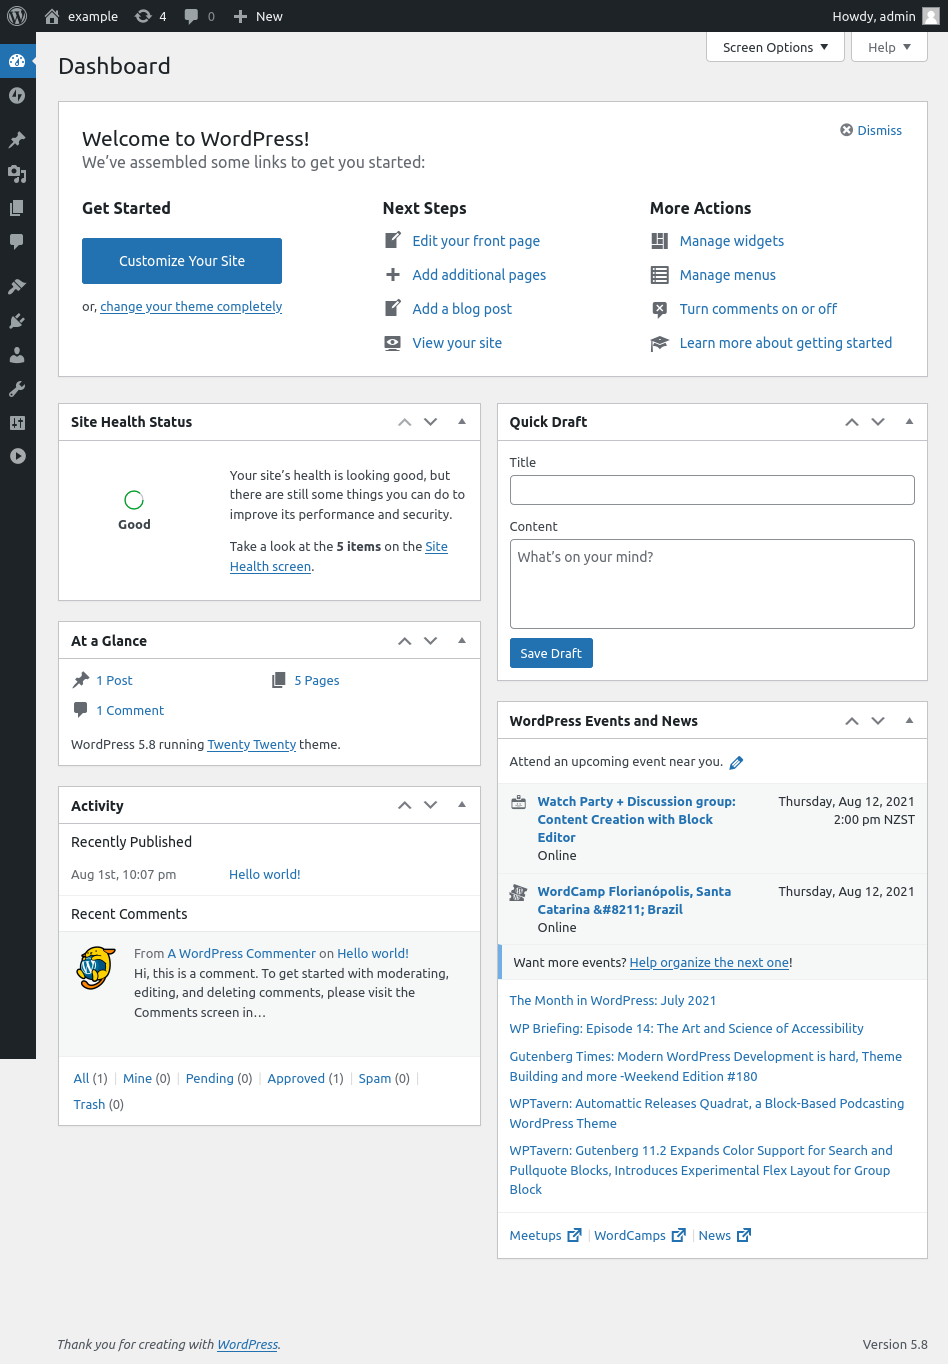 example 4 0 New Howdy, admin
Screen Options Help
Dashboard
Welcome to WordPress!
Dismiss
We've assembled some links to get you started:
Get Started
Customize Your Site
or, change your theme completely
Next Steps
Edit your front page
Add additional pages
Add a blog post
View your site
More Actions
Manage widgets
Manage menus
Turn comments on or off
Learn more about getting started
Site Health Status
Good
Your site's health is looking good, but
there are still some things you can do to
improve its performance and security.
Take a look at the 5 items on the Site
Health screen.
At a Glance
1 Post 5 Pages
1 Comment
WordPress 5.8 running Twenty Twenty theme.
Activity
Recently Published
Aug 1st, 10:07 pm Hello world!
Recent Comments
From A WordPress Commenter on Hello world!
Hi, this is a comment. To get started with moderating,
editing, and deleting comments, please visit the
Comments screen in…
All (1) | Mine (0) | Pending (0) | Approved (1) | Spam (0) |
Trash (0)
Quick Draft
Title
Content
What's on your mind?
Save Draft
WordPress Events and News
Attend an upcoming event near you.
Watch Party + Discussion group: Thursday, Aug 12, 2021
Content Creation with Block 2:00 pm NZST
Editor
Online
WordCamp Florianópolis, Santa Thursday, Aug 12, 2021
Catarina &#8211; Brazil
Online
Want more events? Help organize the next one!
The Month in WordPress: July 2021
WP Briefing: Episode 14: The Art and Science of Accessibility
Gutenberg Times: Modern WordPress Development is hard, Theme
Building and more -Weekend Edition #180
WPTavern: Automattic Releases Quadrat, a Block-Based Podcasting
WordPress Theme
WPTavern: Gutenberg 11.2 Expands Color Support for Search and
Pullquote Blocks, Introduces Experimental Flex Layout for Group
Block
Meetups | WordCamps | News
Thank you for creating with WordPress. Version 5.8